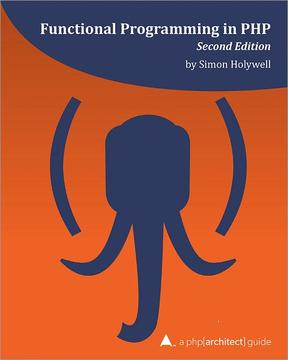 Functional Programming in PHP
Second Edition
by Simon Holywell
a php[architect] guide